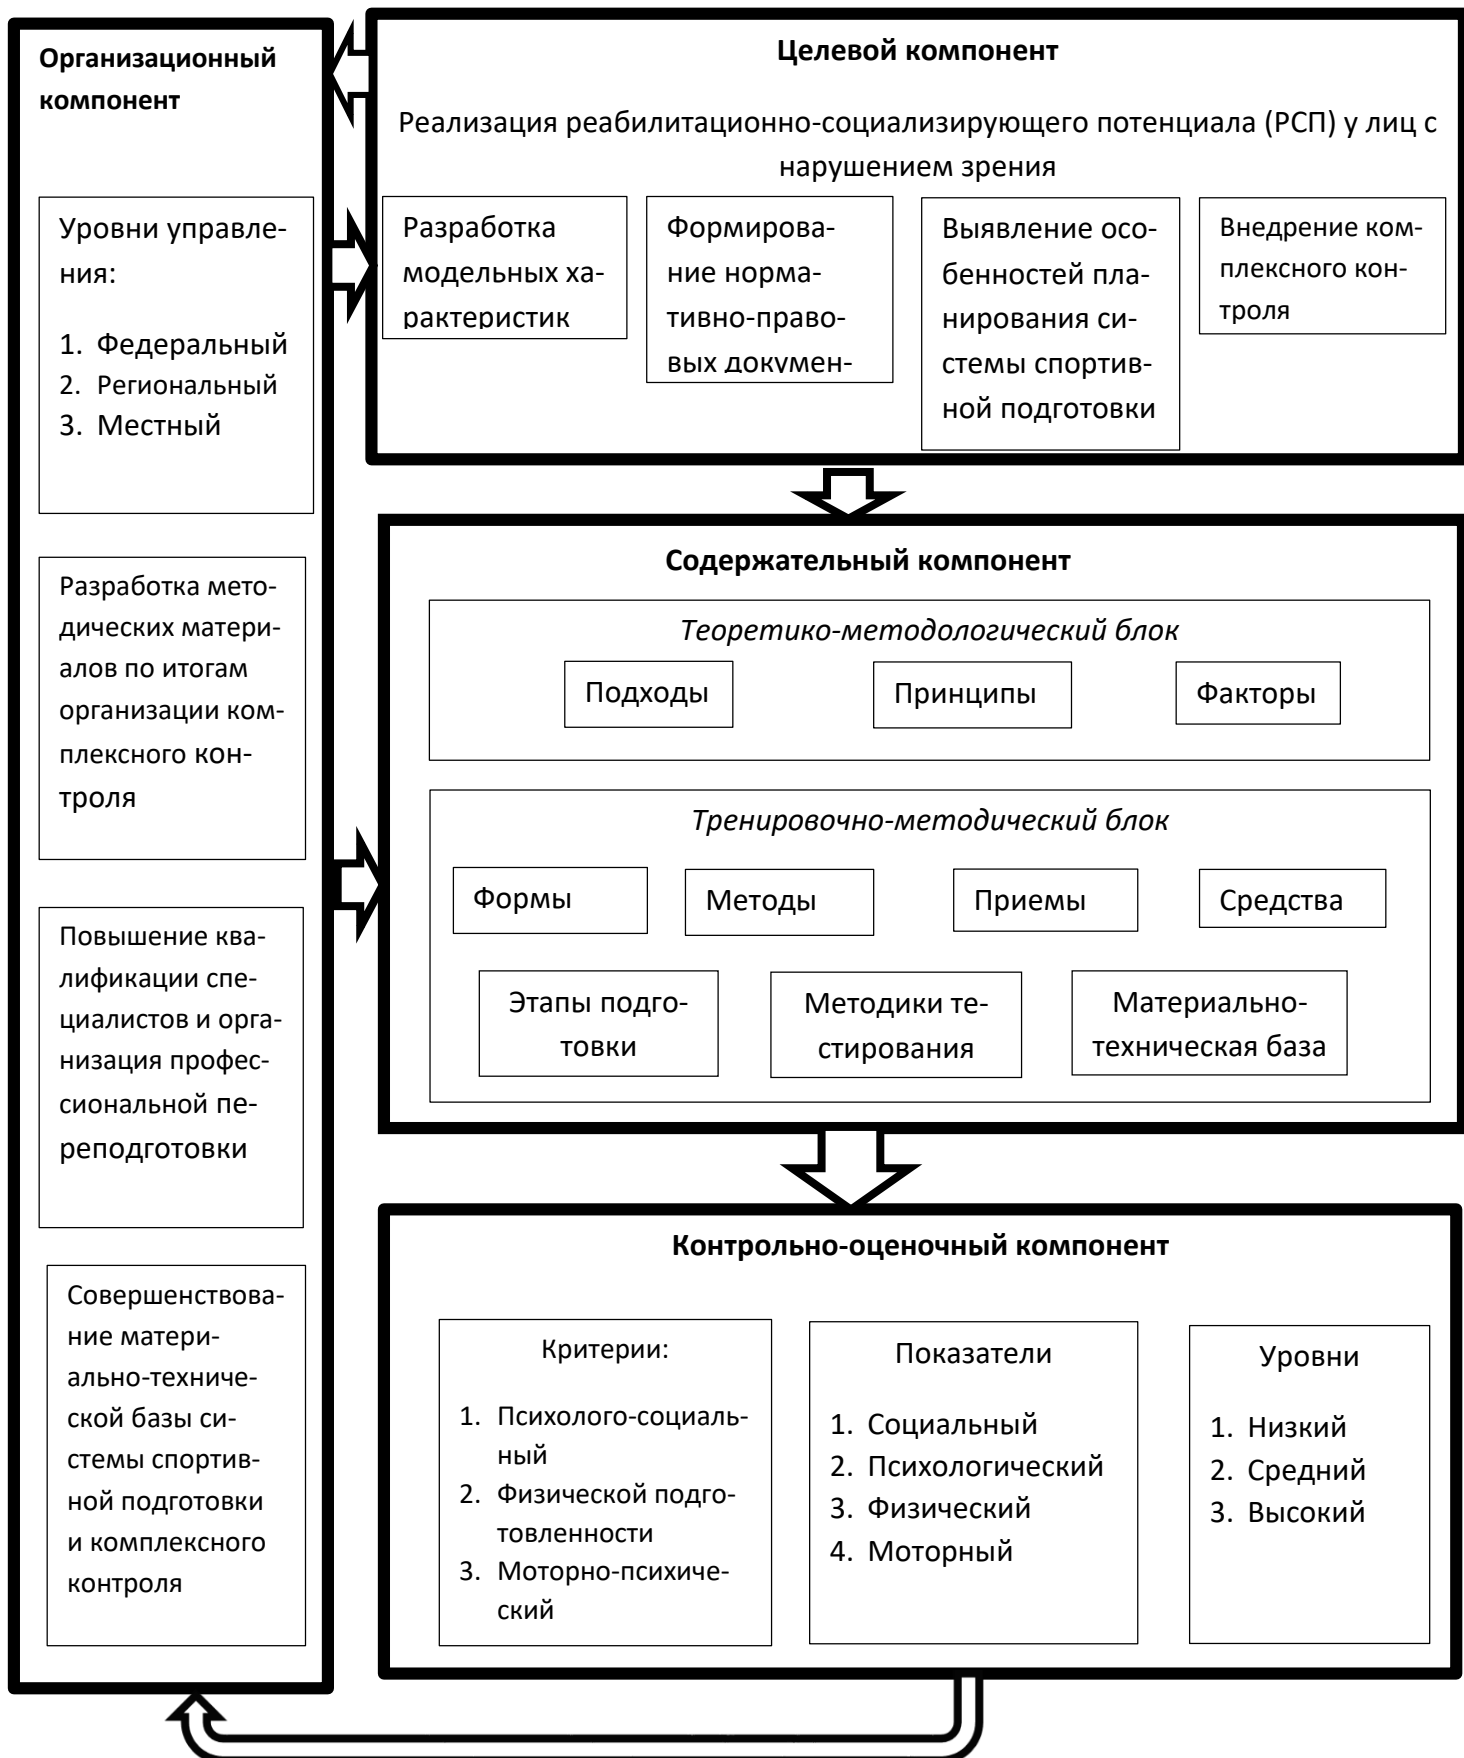 Организационный
компонент
Уровни управле-
ния:
1. Федеральный
2. Региональный
3. Местный
Разработка мето-
дических матери-
алов по итогам
организации ком-
плексного кон-
троля
Повышение ква-
лификации спе-
циалистов и орга-
низация профес-
сиональной пе-
реподготовки
Совершенствова-
ние матери-
ально-техниче-
ской базы си-
стемы спортив-
ной подготовки
и комплексного
контроля
Целевой компонент
Реализация реабилитационно-социализирующего потенциала (РСП) у лиц с
нарушением зрения
Разработка
модельных ха-
рактеристик
Формирова-
ние норма-
тивно-право-
вых докумен-
Выявление осо-
бенностей пла-
нирования си-
стемы спортив-
ной подготовки
Внедрение ком-
плексного кон-
троля
Содержательный компонент
Теоретико-методологический блок
Подходы
Принципы
Факторы
Тренировочно-методический блок
Формы
Методы
Приемы
Средства
Этапы подго-
товки
Методики те-
стирования
Материально-
техническая база
Контрольно-оценочный компонент
Критерии:
1. Психолого-социаль-
ный
2. Физической подго-
товленности
3. Моторно-психиче-
ский
Показатели
1. Социальный
2. Психологический
3. Физический
4. Моторный
Уровни
1. Низкий
2. Средний
3. Высокий